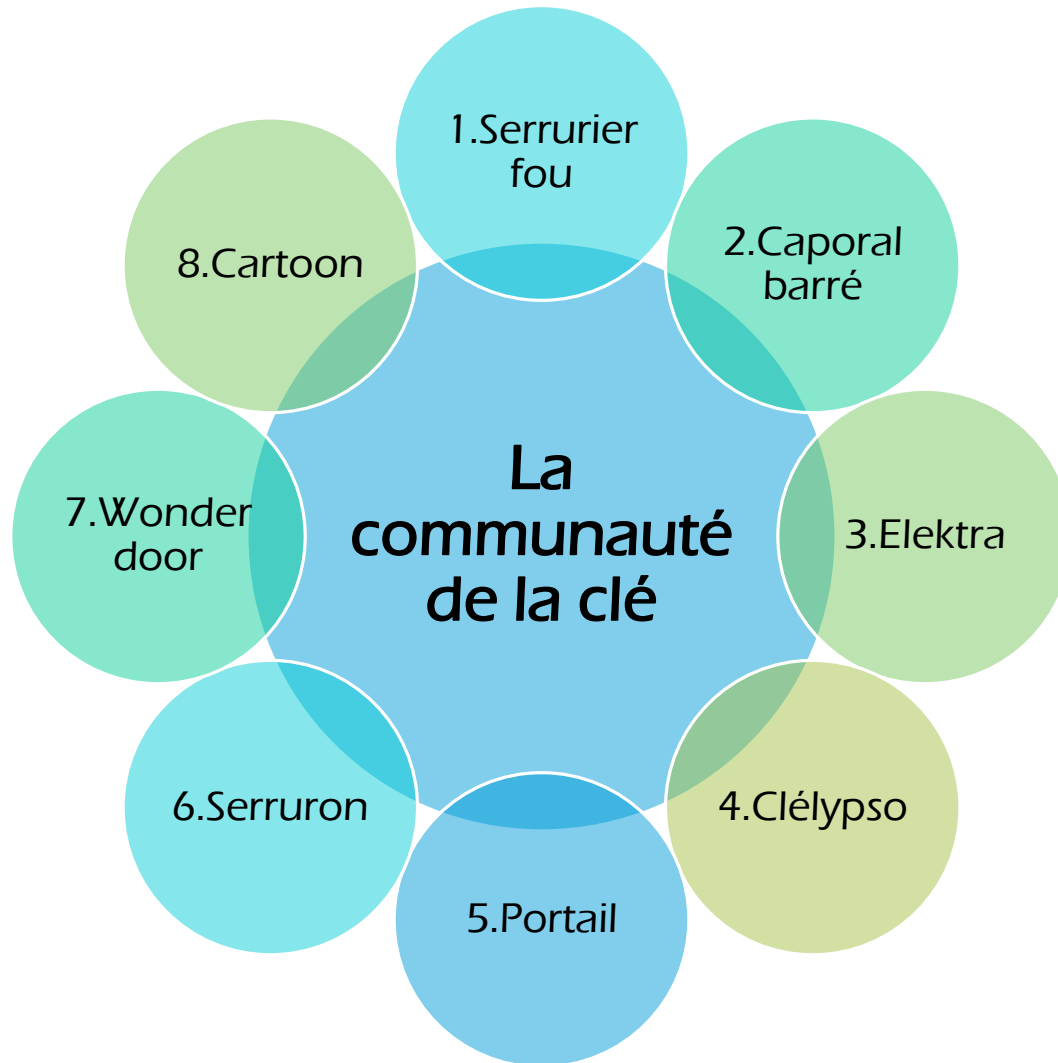 1.Serrurier
fou
2.Caporal
barré
3.Elektra
4.Clélypso
5.Portail
6.Serruron
7.Wonder
door
8.Cartoon
La
communauté
de la clé